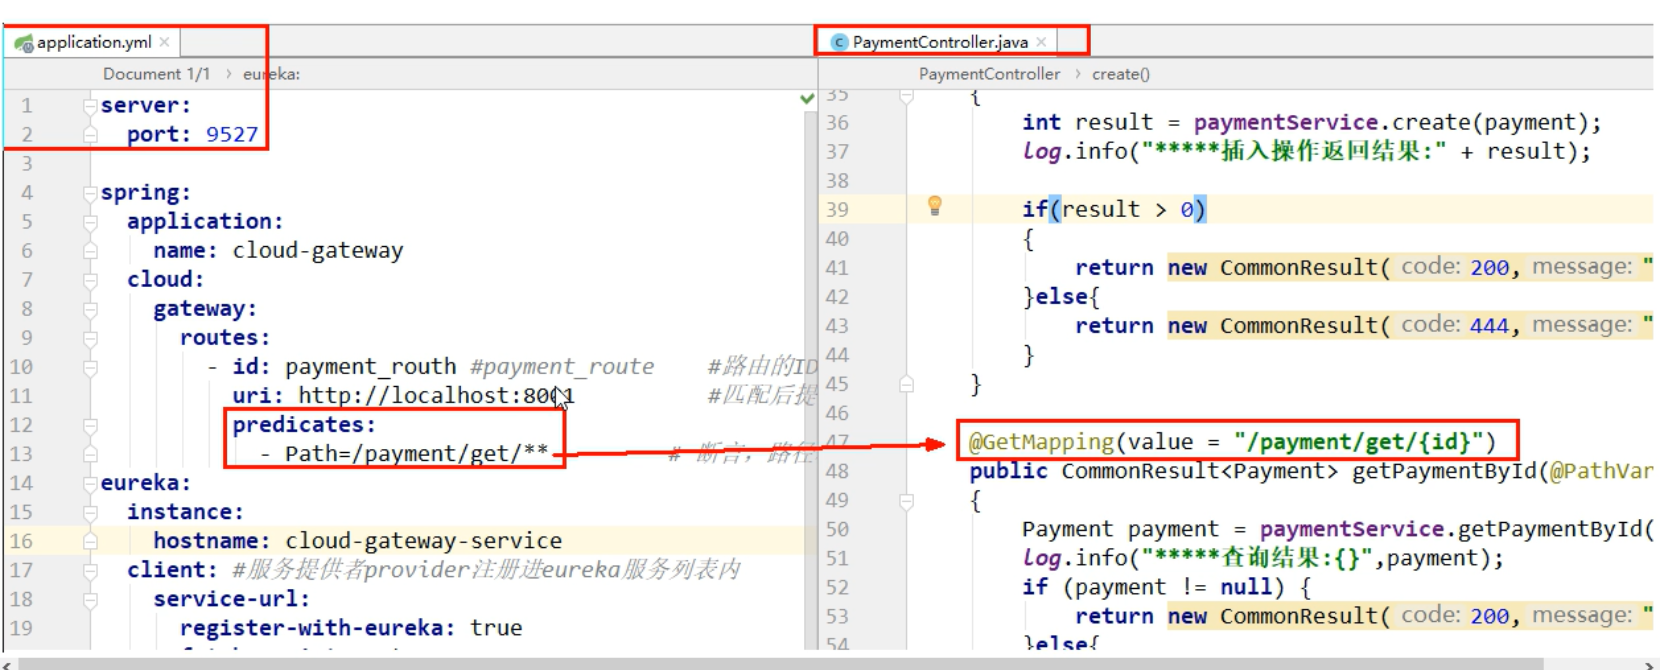 application.yml
Document 1/1 › eureka:
1 server:
2 port: 9527
3
4 spring:
5 application:
6 name: cloud-gateway
7 cloud:
8 gateway:
9 routes:
10 - id: payment_routh #payment_route #路由的ID
11 uri: http://localhost:8001 #匹配后提
12 predicates:
13 - Path=/payment/get/** # 断言，路径
14 eureka:
15 instance:
16 hostname: cloud-gateway-service
17 client: #服务提供者provider注册进eureka服务列表内
18 service-url:
19 register-with-eureka: true
PaymentController.java
PaymentController › create()
35 {
36 int result = paymentService.create(payment);
37 log.info("*****插入操作返回结果:" + result);
38
39 if(result > 0)
40 {
41 return new CommonResult( code: 200, message: "
42 }else{
43 return new CommonResult( code: 444, message: "
44 }
45 }
46
47 @GetMapping(value = "/payment/get/{id}")
48 public CommonResult<Payment> getPaymentById(@PathVar
49 {
50 Payment payment = paymentService.getPaymentById(
51 log.info("*****查询结果:{}",payment);
52 if (payment != null) {
53 return new CommonResult( code: 200, message: "
54 }else{